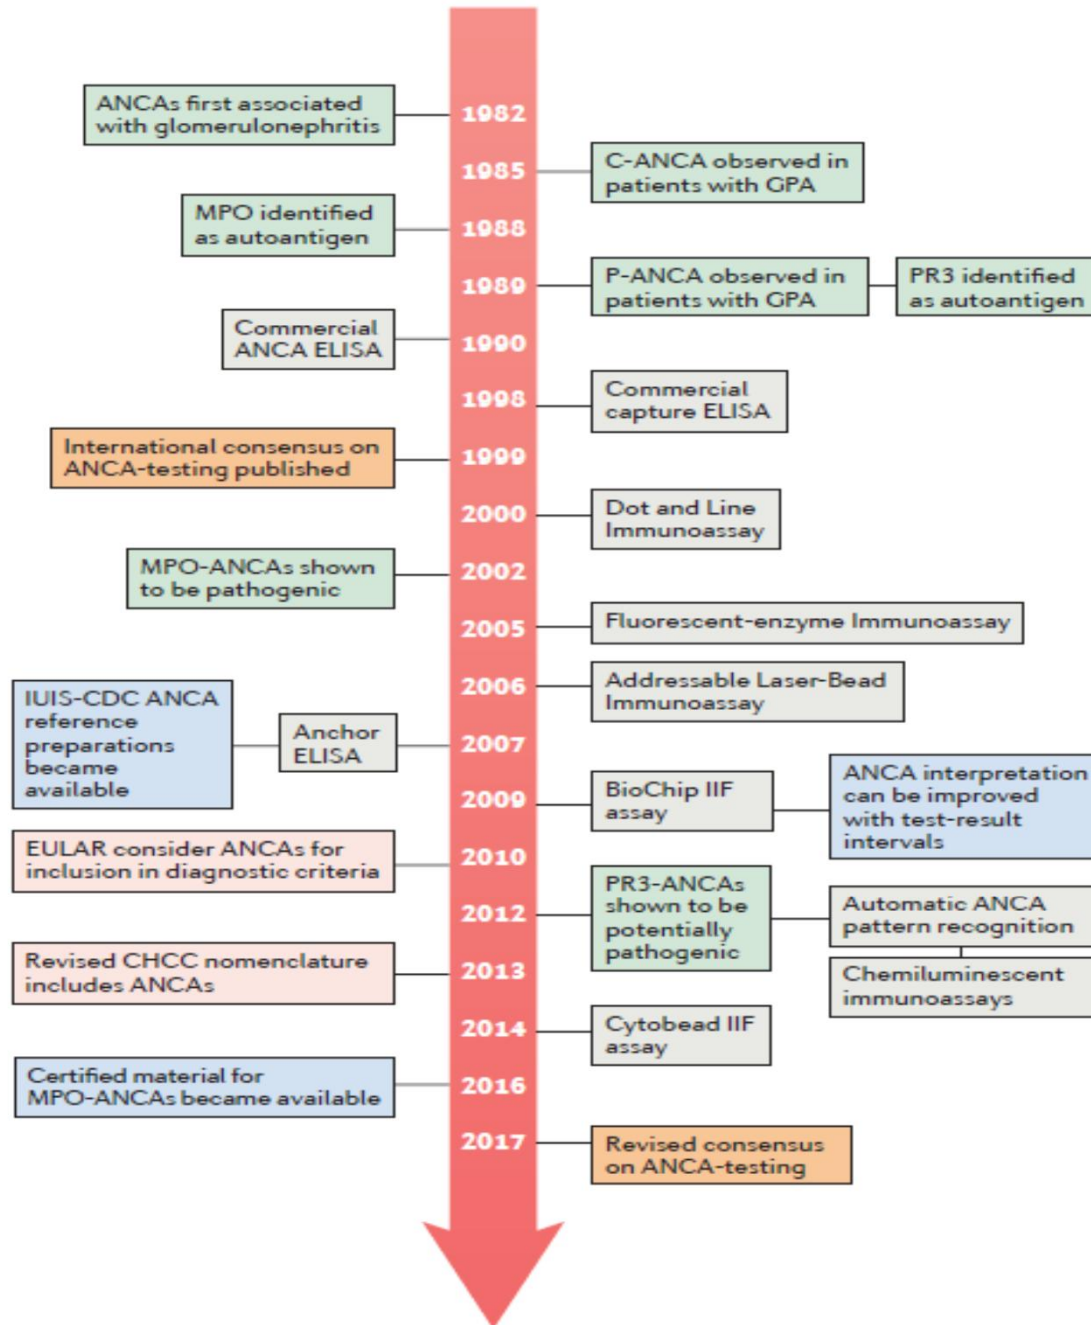 1982
ANCAs first associated
with glomerulonephritis
1985
C-ANCA observed in
patients with GPA
1988
MPO identified
as autoantigen
1989
P-ANCA observed in
patients with GPA
PR3 identified
as autoantigen
1990
Commercial
ANCA ELISA
1998
Commercial
capture ELISA
1999
International consensus on
ANCA-testing published
2000
Dot and Line
Immunoassay
2002
MPO-ANCAs shown
to be pathogenic
2005
Fluorescent-enzyme Immunoassay
2006
Addressable Laser-Bead
Immunoassay
2007
Anchor
ELISA
IUIS-CDC ANCA
reference
preparations
became
available
2009
BioChip IIF
assay
ANCA interpretation
can be improved
with test-result
intervals
2010
EULAR consider ANCAs for
inclusion in diagnostic criteria
2012
PR3-ANCAs
shown to be
potentially
pathogenic
Automatic ANCA
pattern recognition
Chemiluminescent
immunoassays
2013
Revised CHCC nomenclature
includes ANCAs
2014
Cytobead IIF
assay
2016
Certified material for
MPO-ANCAs became available
2017
Revised consensus
on ANCA-testing